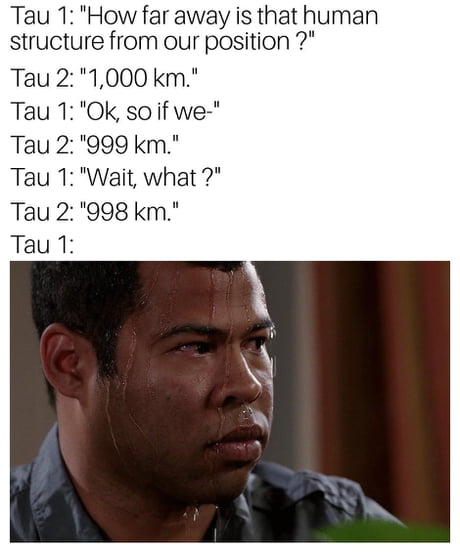 Tau 1: "How far away is that human
structure from our position ?"
Tau 2: "1,000 km."
Tau 1: "Ok, so if we-"
Tau 2: "999 km."
Tau 1: "Wait, what ?"
Tau 2: "998 km."
Tau 1: